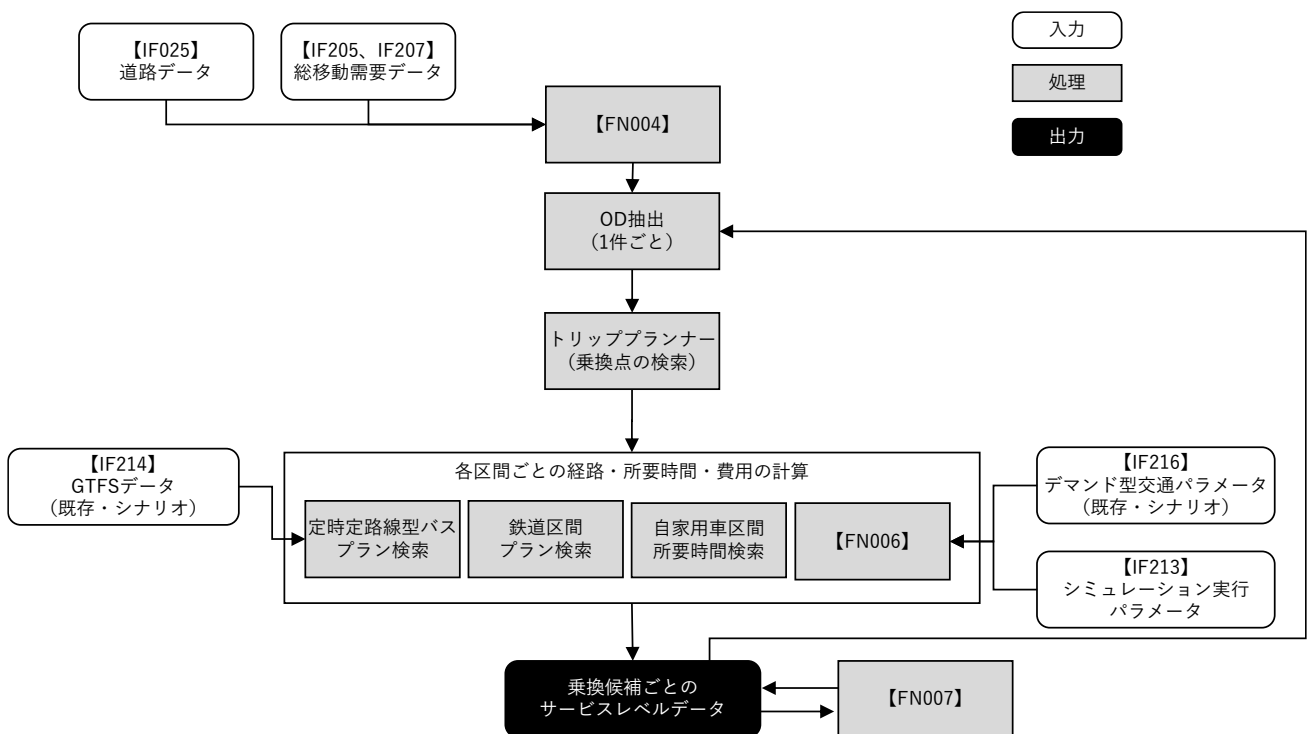 【IF025】
道路データ
【IF205、IF207】
総移動需要データ
入力
処理
出力
【FN004】
OD抽出
（1件ごと）
トリッププランナー
（乗換点の検索）
【IF214】
GTFSデータ
（既存・シナリオ）
各区間ごとの経路・所要時間・費用の計算
定時定路線型バス
プラン検索
鉄道区間
プラン検索
自家用車区間
所要時間検索
【FN006】
【IF216】
デマンド型交通パラメータ
（既存・シナリオ）
【IF213】
シミュレーション実行
パラメータ
乗換候補ごとの
サービスレベルデータ
【FN007】